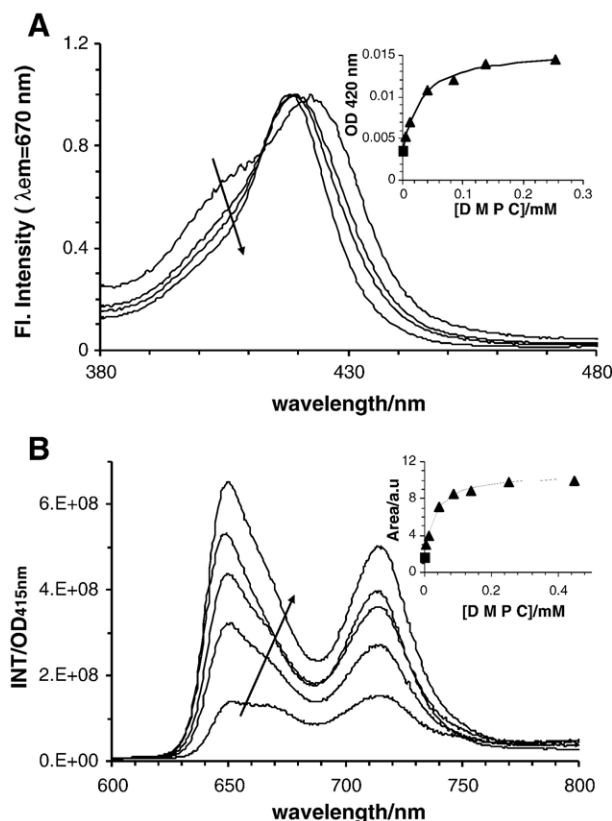 A
Fl. Intensity ( λem=670 nm)
1.2
0.8
0.4
0
380
430
480
wavelength/nm
OD 420 nm
0.015
0.01
0.005
0
0
0.1
0.2
0.3
[D M P C]/mM
B
INT/OD415nm
6.E+08
4.E+08
2.E+08
0.E+00
600
650
700
750
800
wavelength/nm
Area/a.u
12
8
4
0
0
0.2
0.4
[D M P C]/mM